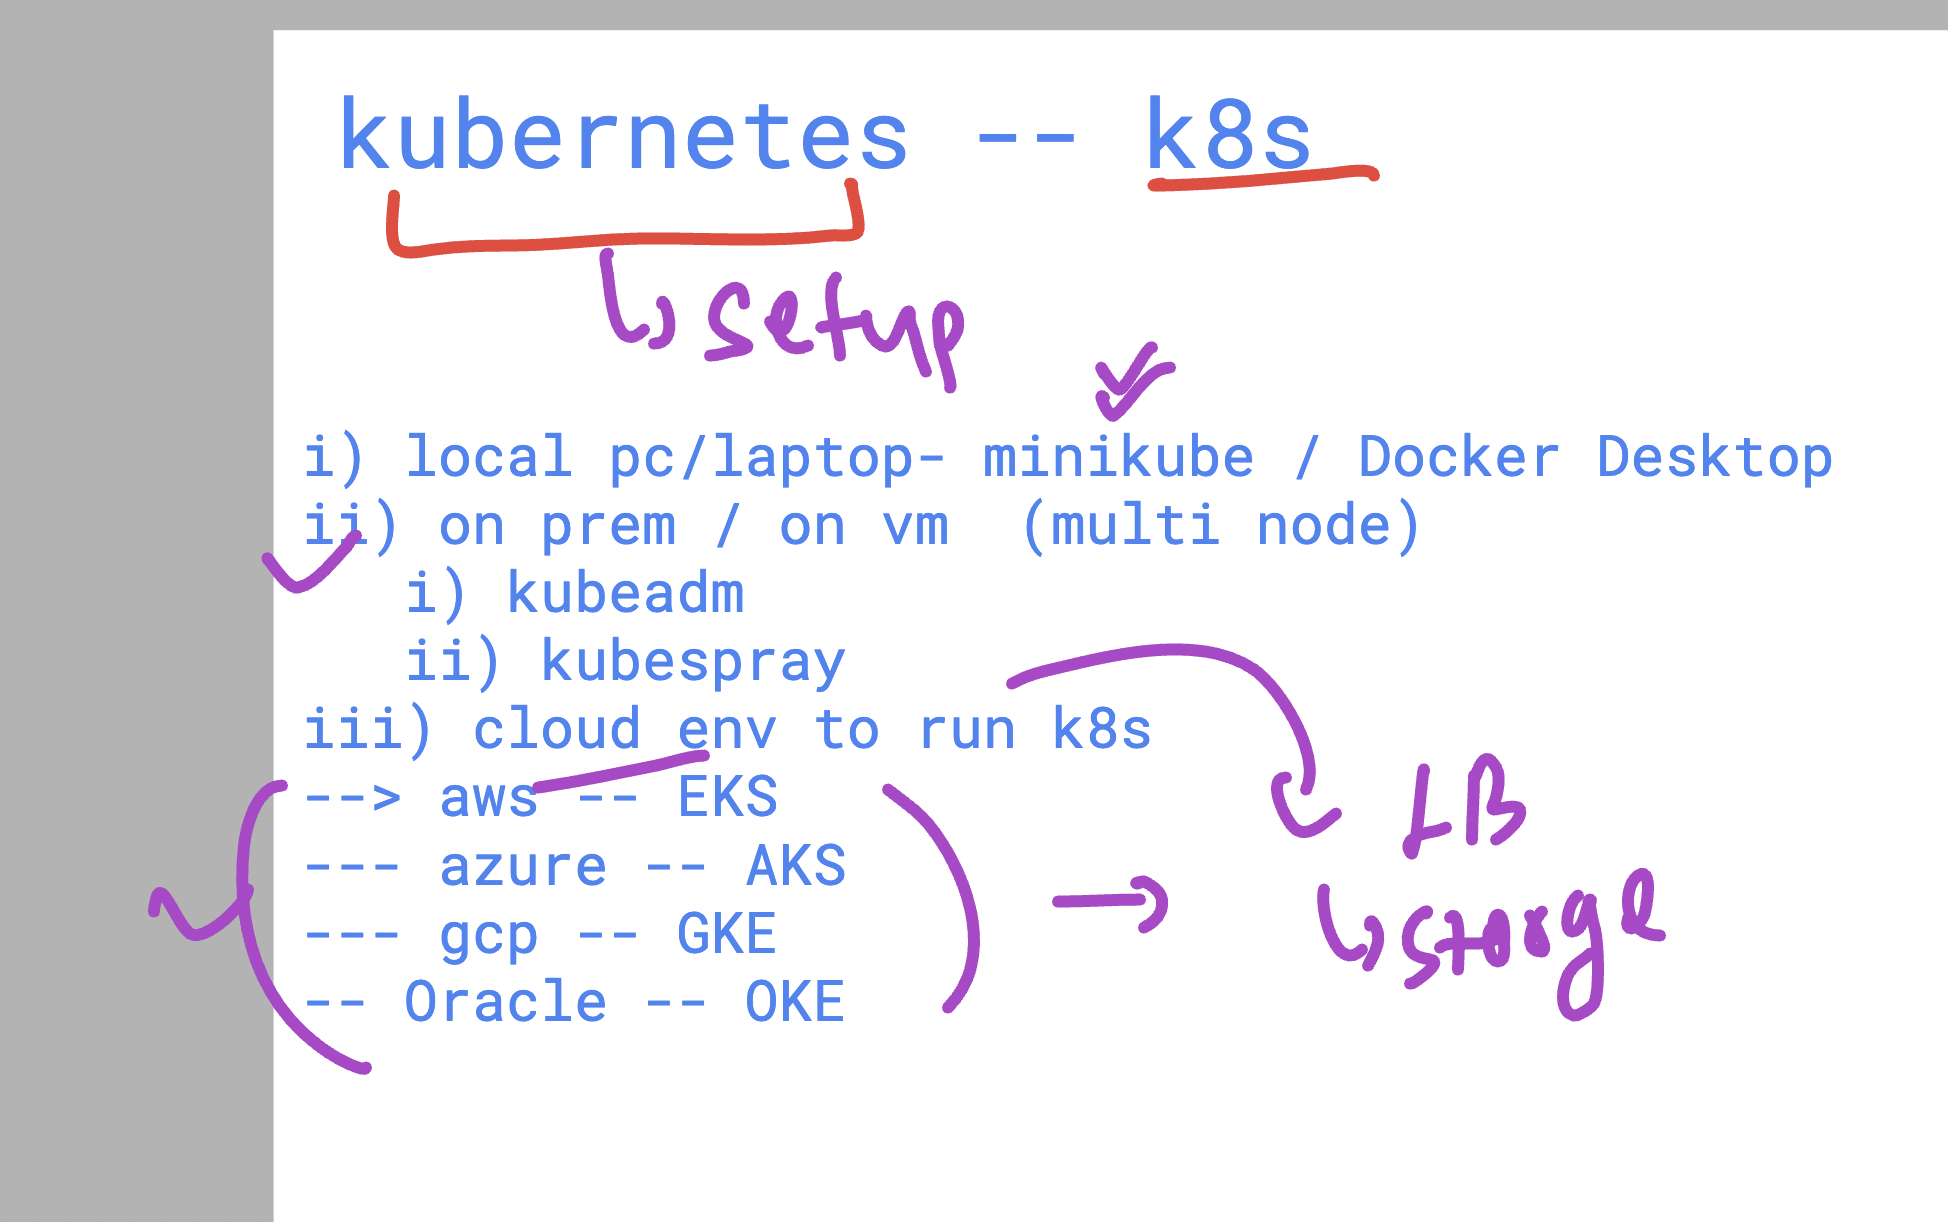 kubernetes -- k8s
setup
i) local pc/laptop- minikube / Docker Desktop
ii) on prem / on vm  (multi node)
i) kubeadm
ii) kubespray
iii) cloud env to run k8s
--> aws -- EKS
--- azure -- AKS
--- gcp -- GKE
-- Oracle -- OKE
LB
storge